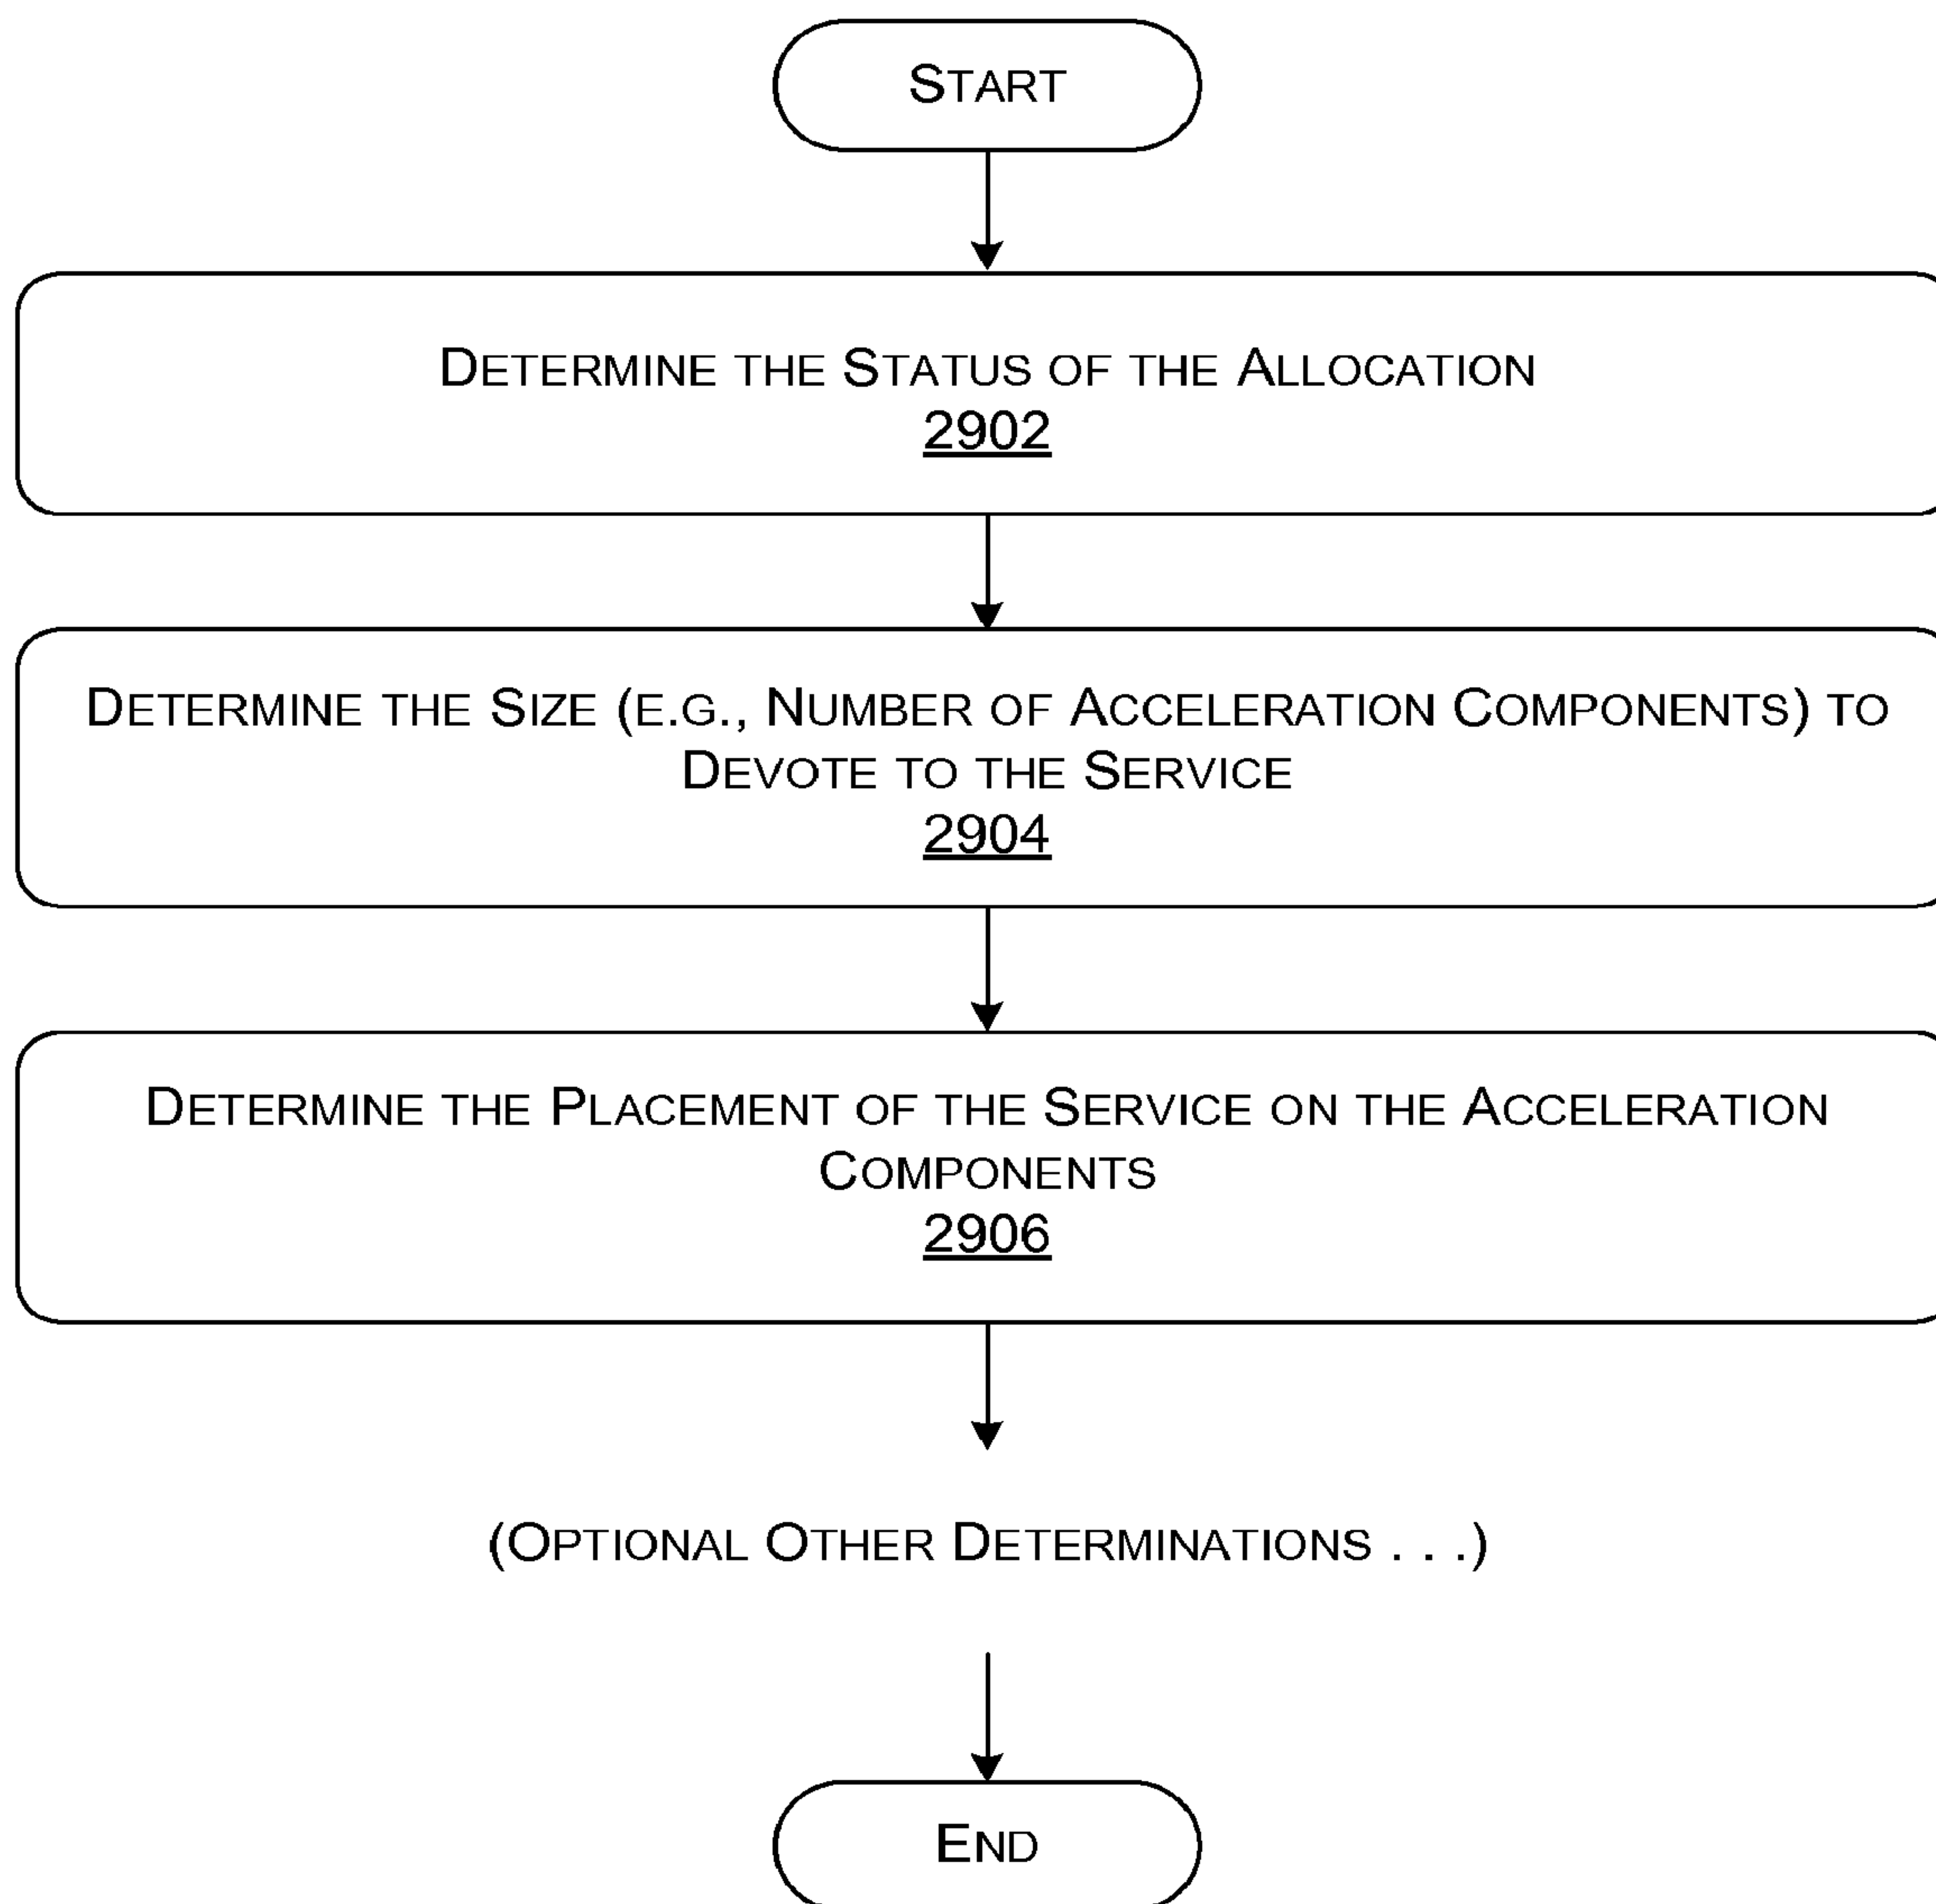 START
DETERMINE THE STATUS OF THE ALLOCATION
2902
DETERMINE THE SIZE (E.G., NUMBER OF ACCELERATION COMPONENTS) TO
DEVOTE TO THE SERVICE
2904
DETERMINE THE PLACEMENT OF THE SERVICE ON THE ACCELERATION
COMPONENTS
2906
(OPTIONAL OTHER DETERMINATIONS . . .)
END